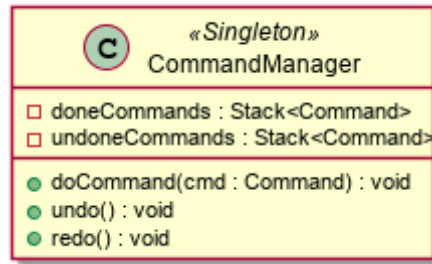 C
«Singleton»
CommandManager
doneCommands : Stack<Command>
undoneCommands : Stack<Command>
doCommand(cmd : Command) : void
undo() : void
redo() : void